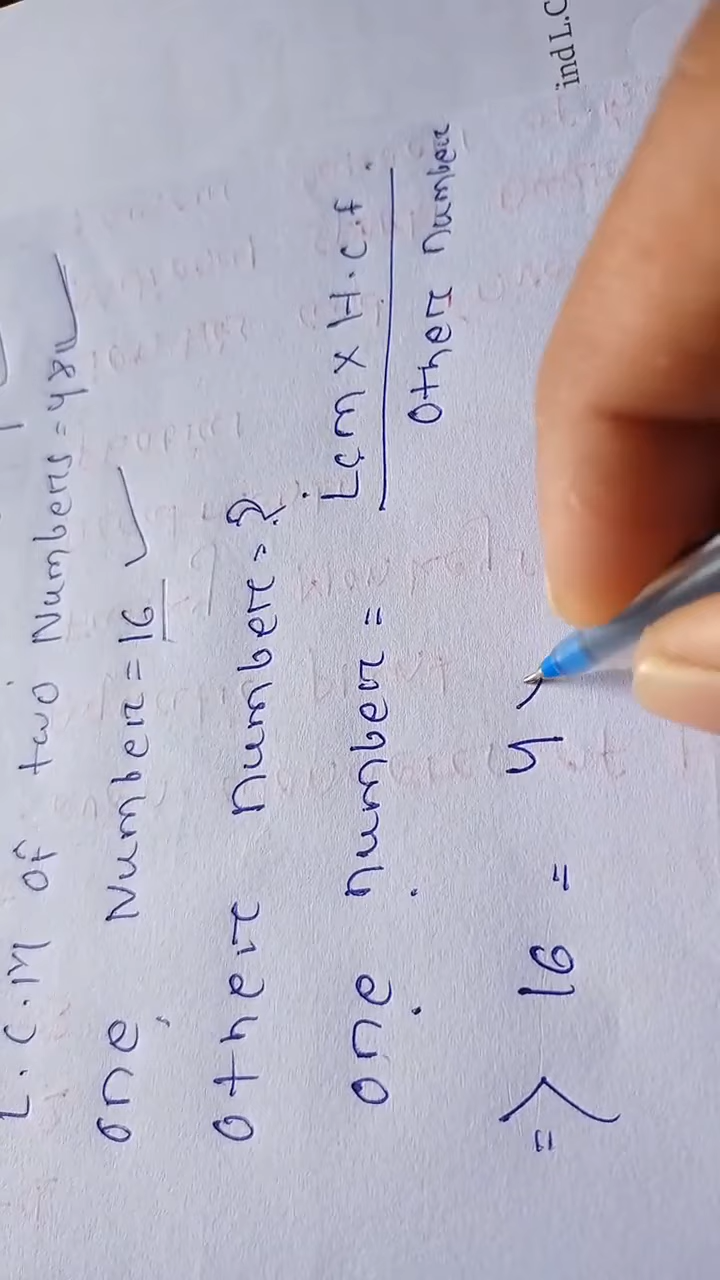 L.C.M of two Numbers = 48
one Number = 16
other number = ?
one number = Lcm x H.c.f.
other number
=> 16 = 4
ind L.C